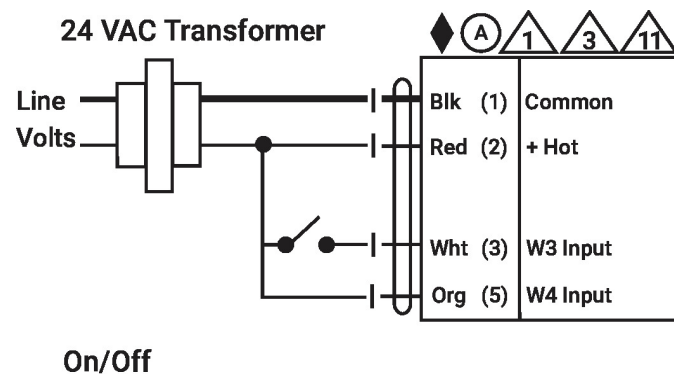 24 VAC Transformer
A 1 3 11
Line
Volts
Blk (1) Common
Red (2) + Hot
Wht (3) W3 Input
Org (5) W4 Input
On/Off